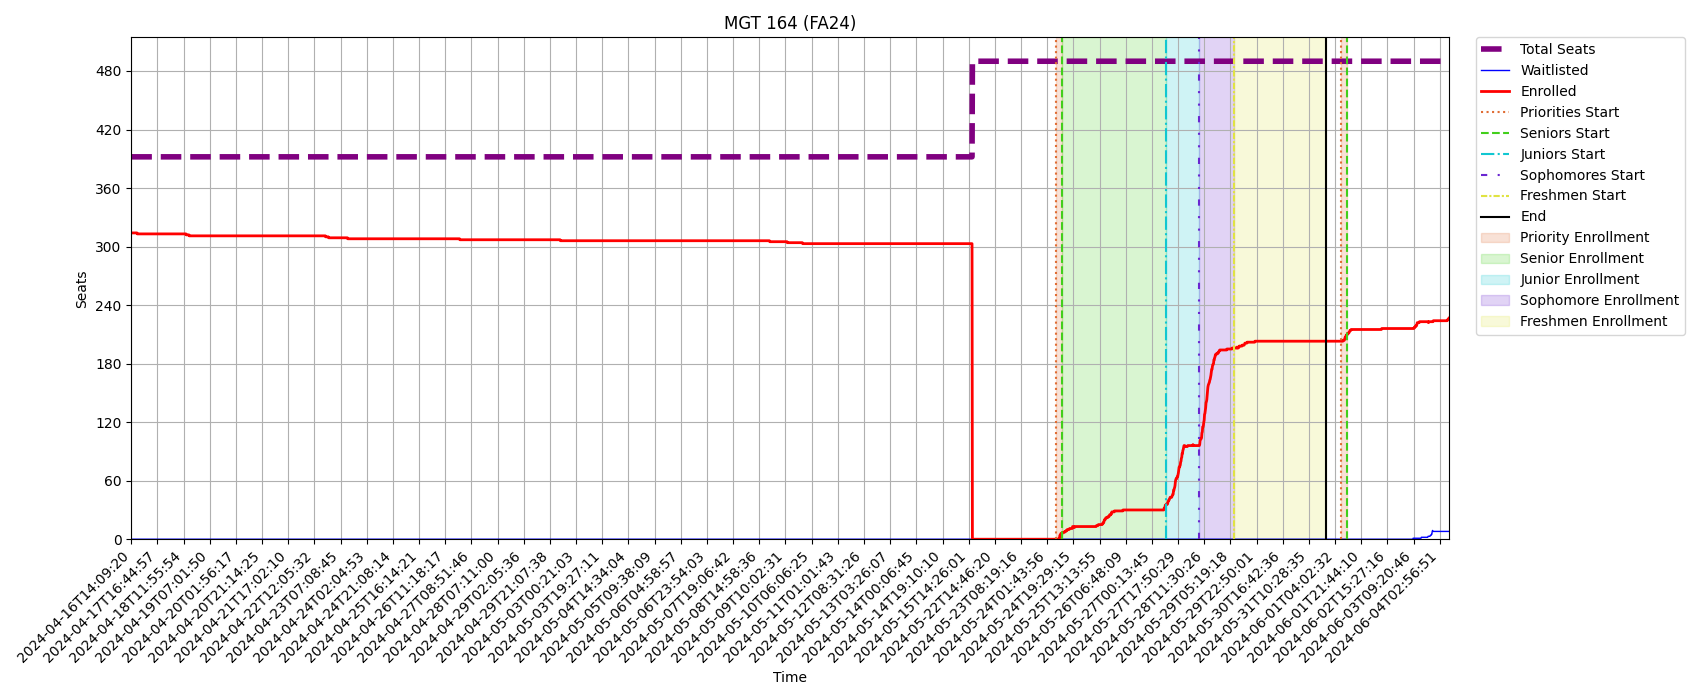 MGT 164 (FA24)
Seats
480
420
360
300
240
180
120
60
0
2024-04-16T14:09:20
2024-04-17T16:44:57
2024-04-18T11:55:54
2024-04-19T07:01:50
2024-04-20T01:56:17
2024-04-20T21:14:25
2024-04-21T17:02:10
2024-04-22T12:05:32
2024-04-23T07:08:45
2024-04-24T02:04:53
2024-04-24T21:08:14
2024-04-25T16:14:21
2024-04-26T11:18:17
2024-04-27T08:51:46
2024-04-28T07:11:00
2024-04-29T02:05:36
2024-04-29T21:07:38
2024-05-03T00:21:03
2024-05-03T19:27:11
2024-05-04T14:34:04
2024-05-05T09:38:09
2024-05-06T04:58:57
2024-05-06T23:54:03
2024-05-07T19:06:42
2024-05-08T14:58:36
2024-05-09T10:02:31
2024-05-10T06:06:25
2024-05-11T01:01:43
2024-05-12T08:31:26
2024-05-13T03:26:07
2024-05-14T00:06:45
2024-05-14T19:10:10
2024-05-15T14:26:01
2024-05-22T14:46:20
2024-05-23T08:19:16
2024-05-24T01:43:56
2024-05-24T19:29:15
2024-05-25T13:13:55
2024-05-26T06:48:09
2024-05-27T00:13:45
2024-05-27T17:50:29
2024-05-28T11:30:26
2024-05-29T05:19:18
2024-05-29T22:50:01
2024-05-30T16:42:36
2024-05-31T10:28:35
2024-06-01T04:02:32
2024-06-01T21:44:10
2024-06-02T15:27:16
2024-06-03T09:20:46
2024-06-04T02:56:51
Time
Total Seats
Waitlisted
Enrolled
Priorities Start
Seniors Start
Juniors Start
Sophomores Start
Freshmen Start
End
Priority Enrollment
Senior Enrollment
Junior Enrollment
Sophomore Enrollment
Freshmen Enrollment